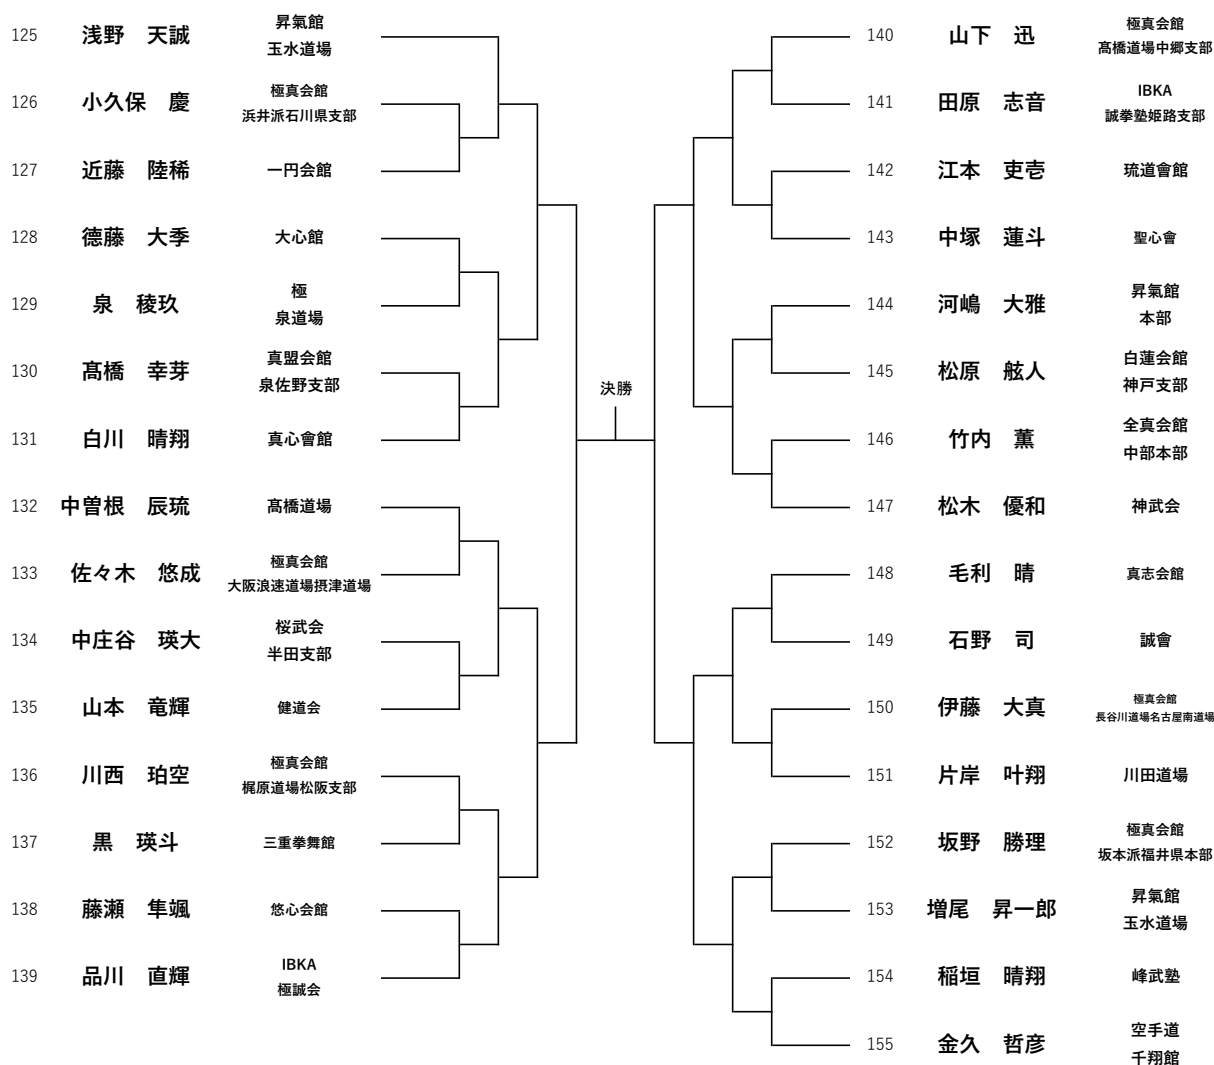 125 浅野 天誠 昇氣館
玉水道場
126 小久保 慶 極真会館
浜井派石川県支部
127 近藤 陸稀 一円会館
128 德藤 大季 大心館
129 泉 稜玖 極
泉道場
130 髙橋 幸芽 真盟会館
泉佐野支部
131 白川 晴翔 真心會館
132 中曽根 辰琉 髙橋道場
133 佐々木 悠成 極真会館
大阪浪速道場摂津道場
134 中庄谷 瑛大 桜武会
半田支部
135 山本 竜輝 健道会
136 川西 珀空 極真会館
梶原道場松阪支部
137 黒 瑛斗 三重拳舞館
138 藤瀬 隼颯 悠心会館
139 品川 直輝 IBKA
極誠会
決勝
140 山下 迅 極真会館
髙橋道場中郷支部
141 田原 志音 IBKA
誠拳塾姫路支部
142 江本 吏壱 琉道會館
143 中塚 蓮斗 聖心會
144 河嶋 大雅 昇氣館
本部
145 松原 舷人 白蓮会館
神戸支部
146 竹内 薫 全真会館
中部本部
147 松木 優和 神武会
148 毛利 晴 真志会館
149 石野 司 誠會
150 伊藤 大真 極真会館
長谷川道場名古屋南道場
151 片岸 叶翔 川田道場
152 坂野 勝理 極真会館
坂本派福井県本部
153 増尾 昇一郎 昇氣館
玉水道場
154 稲垣 晴翔 峰武塾
155 金久 哲彦 空手道
千翔館